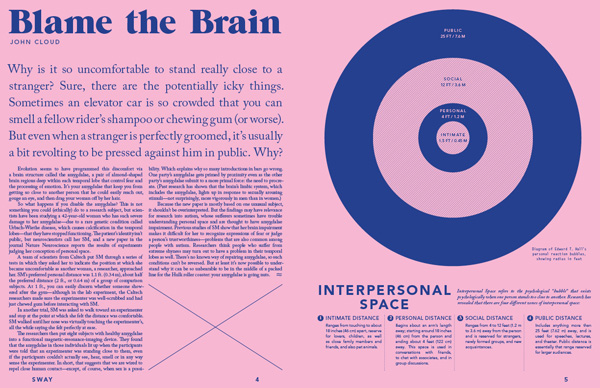 Blame the Brain
JOHN CLOUD
Why is it so uncomfortable to stand really close to a
stranger? Sure, there are the potentially icky things.
Sometimes an elevator car is so crowded that you can
smell a fellow rider's shampoo or chewing gum (or worse).
But even when a stranger is perfectly groomed, it's usually
a bit revolting to be pressed against him in public. Why?
Evolution seems to have programmed this discomfort via
a brain structure called the amygdalae, a pair of almond-shaped
brain regions deep within each temporal lobe that control fear and
the processing of emotion. It's your amygdalae that keep you from
getting so close to another person that he could easily reach out,
gouge an eye, and then drag your woman off by her hair.
So what happens if you disable the amygdalae? This is not
something you could (ethically) do to a research subject, but scien-
tists have been studying a 42-year-old woman who has such severe
damage to her amygdalae—due to a rare genetic condition called
Urbach-Wiethe disease, which causes calcification in the temporal
lobes—that they have stopped functioning. The patient's identity isn't
public, but neuroscientists call her SM, and a new paper in the
journal Nature Neuroscience reports the results of experiments
judging her conception of personal space.
A team of scientists from Caltech put SM through a series of
tests in which they asked her to indicate the position at which she
became uncomfortable as another woman, a researcher, approached
her. SM's preferred personal distance was 1.1 ft. (0.34 m), about half
the preferred distance (2 ft., or 0.64 m) of a group of comparison
subjects. At 1 ft., you can easily discern whether someone show-
ered after the gym—although in the lab experiment, the Caltech
researchers made sure the experimenter was well-scrubbed and had
just chewed gum before interacting with SM.
In another trial, SM was asked to walk toward an experimenter
and stop at the point at which she felt the distance was comfortable.
SM walked until her nose was virtually touching the experimenter's,
all the while saying she felt perfectly at ease.
The researchers then put eight subjects with healthy amygdalae
into a functional magnetic-resonance-imaging device. They found
that the amygdalae in those individuals lit up when the participants
were told that an experimenter was standing close to them, even
if the participants couldn't actually see, hear, smell or in any way
sense the experimenter. In short, that suggests that we are wired to
repel close human contact—except, of course, when sex is a possi-
bility. Which explains why so many interactions in bars go wrong.
One party's amygdalae gets primed by proximity even as the other
party's amygdalae submit to a more primal force: the need to procre-
ate. (Past research has shown that the brain's limbic system, which
includes the amygdalae, lights up in response to sexually arousing
stimuli—not surprisingly, more vigorously in men than in women.)
Because the new paper is mostly based on one unusual subject,
it shouldn't be overinterpreted. But the findings may have relevance
for research into autism, whose sufferers sometimes have trouble
understanding personal space and are thought to have amygdalae
impairment. Previous studies of SM show that her brain impairment
makes it difficult for her to recognize expressions of fear or judge
a person's trustworthiness—problems that are also common among
people with autism. Researchers think people who suffer from
extreme shyness may turn out to have a problem in their temporal
lobes as well. There's no known way of repairing amygdalae, so such
conditions can't be reversed. But at least it's now possible to under-
stand why it can be so unbearable to be in the middle of a packed
line for the Hulk roller coaster your amygdalae is going nuts.
SWAY
4
PUBLIC
25 FT / 7.6 M
SOCIAL
12 FT / 3.6 M
PERSONAL
4 FT / 1.2 M
INTIMATE
1.5 FT / 0.45 M
Diagram of Edward T. Hall's
personal reaction bubbles,
showing radius in feet
INTERPERSONAL
SPACE
Interpersonal Space refers to the psychological "bubble" that exists
psychologically when one person stands too close to another. Research has
revealed that there are four different zones of interpersonal space:
1 INTIMATE DISTANCE
Ranges from touching to about
18 inches (46 cm) apart, reserve
for lovers, children, as well
as close family members and
friends, and also pet animals.
2 PERSONAL DISTANCE
Begins about an arm's length
away; starting around 18 inches
(46 cm) from the person and
ending about 4 feet (122 cm)
away. This space is used in
conversations with friends,
to chat with associates, and in
group discussions.
3 SOCIAL DISTANCE
Ranges from 4 to 12 feet (1.2 m
to 3.6 m) away from the person
and is reserved for strangers,
newly formed groups, and new
acquaintances.
4 PUBLIC DISTANCE
Includes anything more than
25 feet (7.62 m) away, and is
used for speeches, lectures,
and theater. Public distance is
essentially that range reserved
for larger audiences.
5